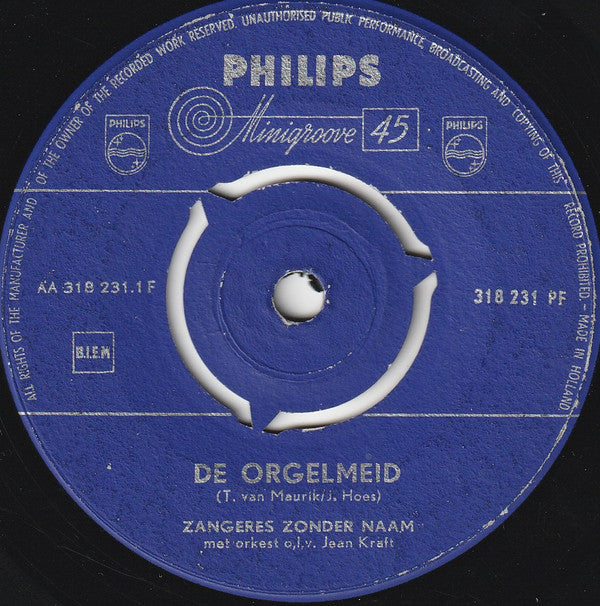 ALL RIGHTS OF THE MANUFACTURER AND OF THE OWNER OF THE RECORDED WORK RESERVED. UNAUTHORISED PUBLIC PERFORMANCE, BROADCASTING AND COPYING OF THIS RECORD PROHIBITED - MADE IN HOLLAND
PHILIPS
Minigroove 45
PHILIPS
PHILIPS
AA 318 231.1 F
318 231 PF
B.I.E.M
DE ORGELMEID
(T. van Maurik/J. Hoes)
ZANGERES ZONDER NAAM
met orkest o.l.v. Jean Kraft